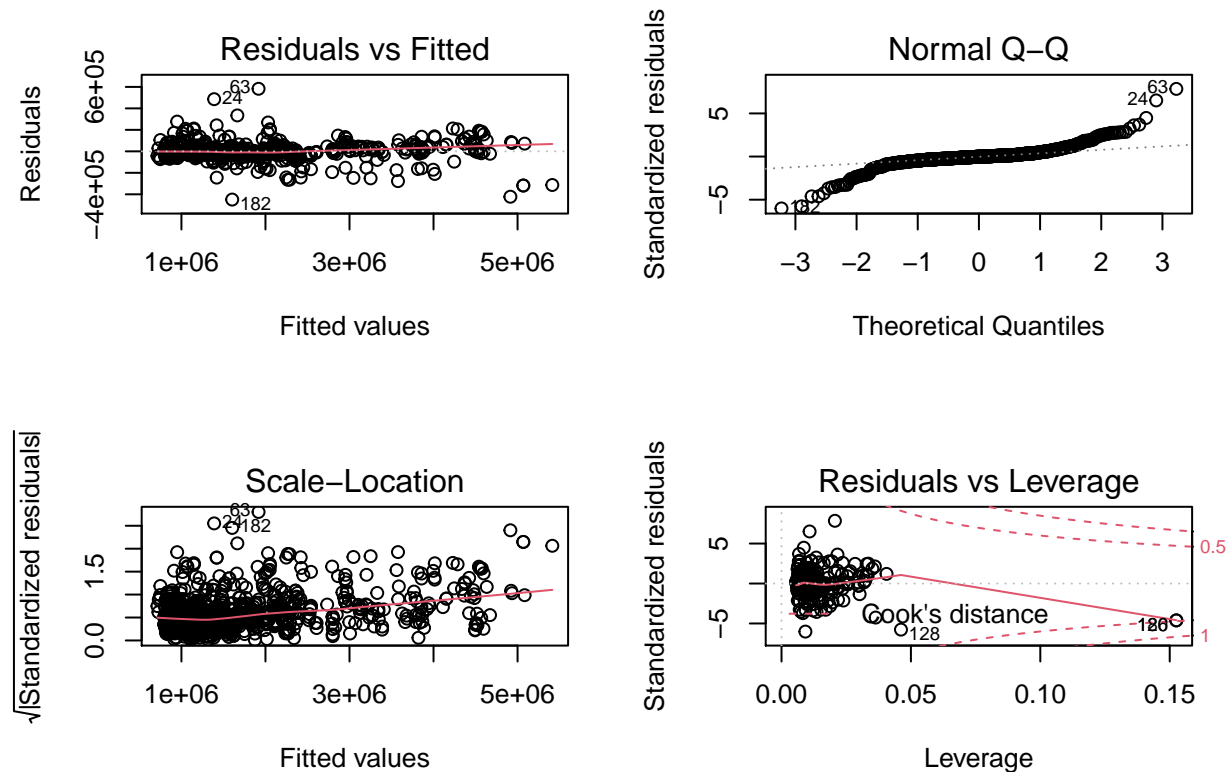 Residuals vs Fitted
Residuals
−4e+05
6e+05
63
24
182
1e+06
3e+06
5e+06
Fitted values
Normal Q−Q
Standardized residuals
−5
5
63
24
182
−3
−2
−1
0
1
2
3
Theoretical Quantiles
Scale−Location
√|Standardized residuals|
0.0
1.5
63
24
182
1e+06
3e+06
5e+06
Fitted values
Residuals vs Leverage
Standardized residuals
−5
5
0.5
1
Cook's distance
128
0.00
0.05
0.10
0.15
Leverage